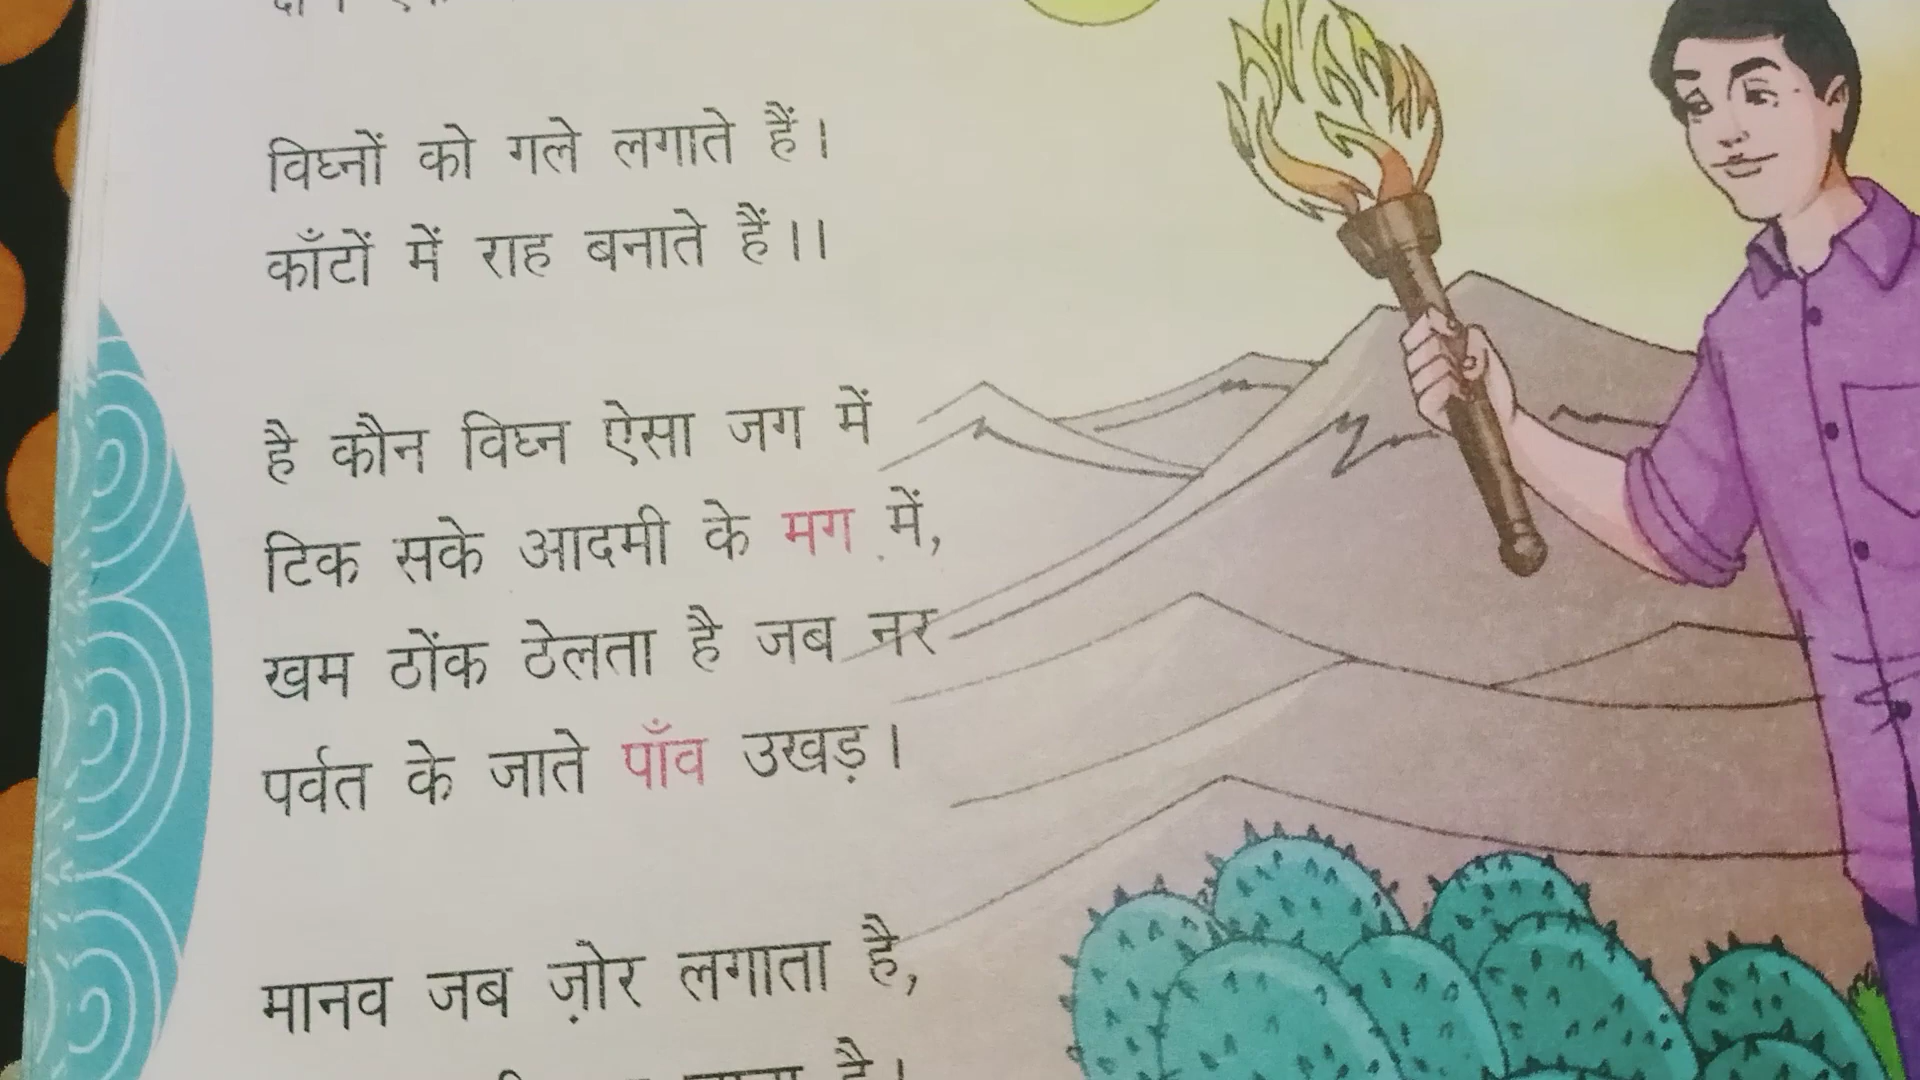 विघ्नों को गले लगाते हैं।
काँटों में राह बनाते हैं।।
है कौन विघ्न ऐसा जग में
टिक सके आदमी के मग में,
खम ठोंक ठेलता है जब नर
पर्वत के जाते पाँव उखड़।
मानव जब ज़ोर लगाता है,
है।